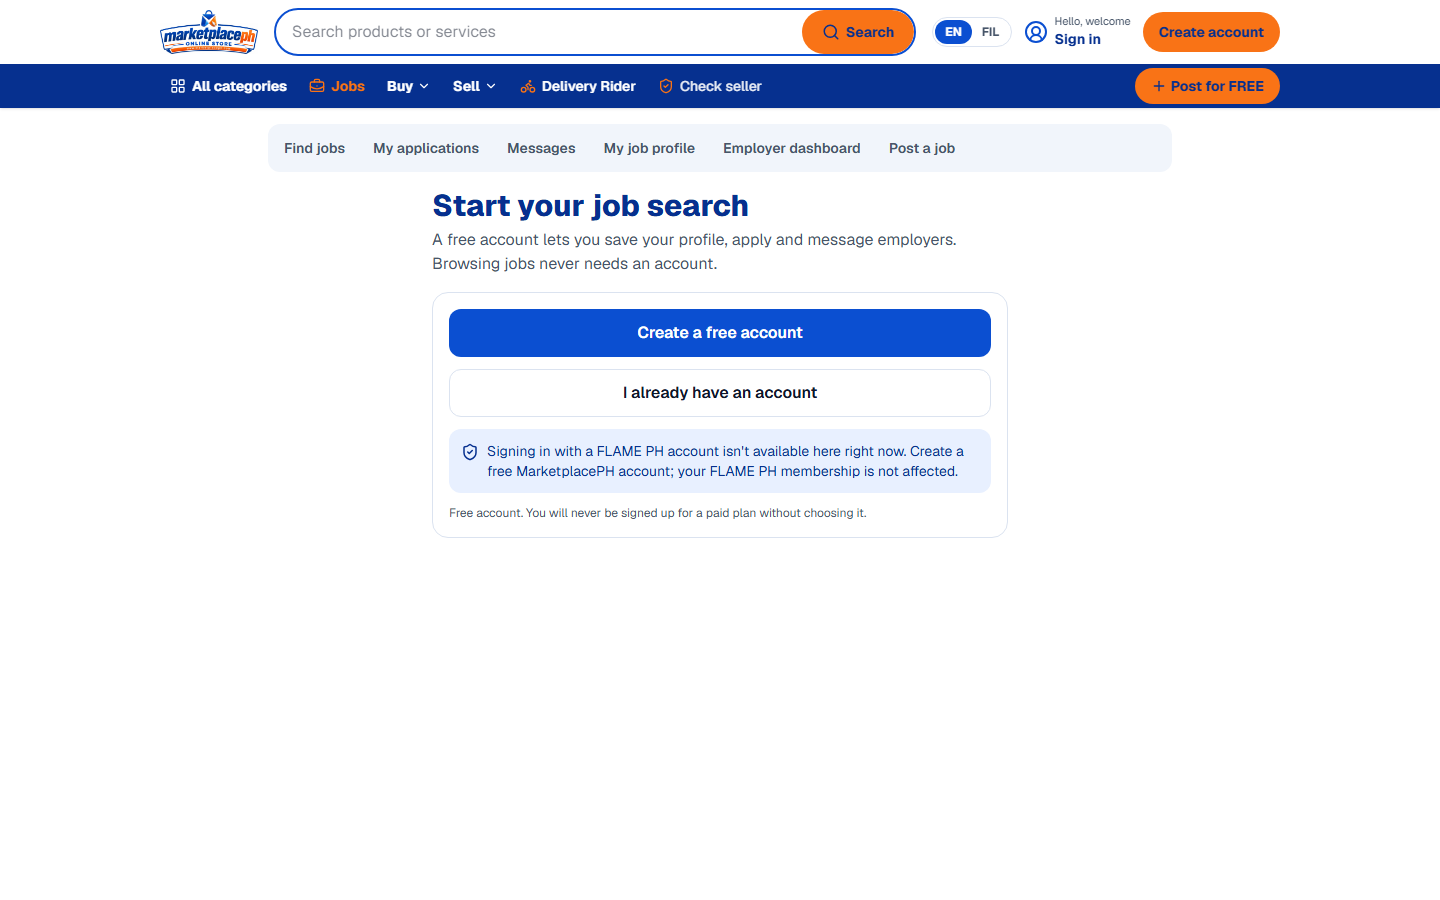 marketplaceph
ONLINE STORE
Search products or services
Search
EN
FIL
Hello, welcome
Sign in
Create account
All categories
Jobs
Buy
Sell
Delivery Rider
Check seller
Post for FREE
Find jobs
My applications
Messages
My job profile
Employer dashboard
Post a job
Start your job search
A free account lets you save your profile, apply and message employers.
Browsing jobs never needs an account.
Create a free account
I already have an account
Signing in with a FLAME PH account isn't available here right now. Create a
free MarketplacePH account; your FLAME PH membership is not affected.
Free account. You will never be signed up for a paid plan without choosing it.